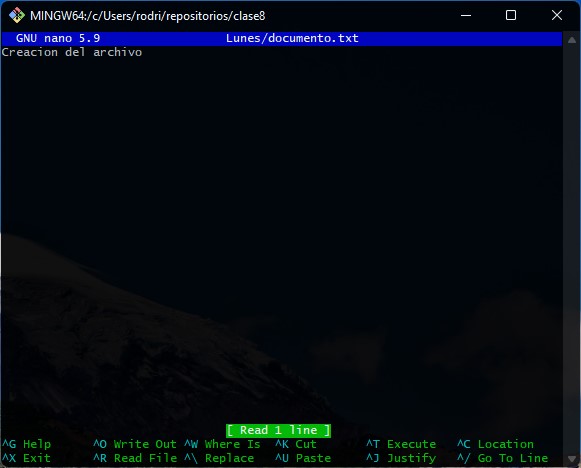 MINGW64:/c/Users/rodri/repositorios/clase8
GNU nano 5.9 Lunes/documento.txt
Creacion del archivo
[ Read 1 line ]
^G Help ^O Write Out ^W Where Is ^K Cut ^T Execute ^C Location
^X Exit ^R Read File ^\ Replace ^U Paste ^J Justify ^/ Go To Line